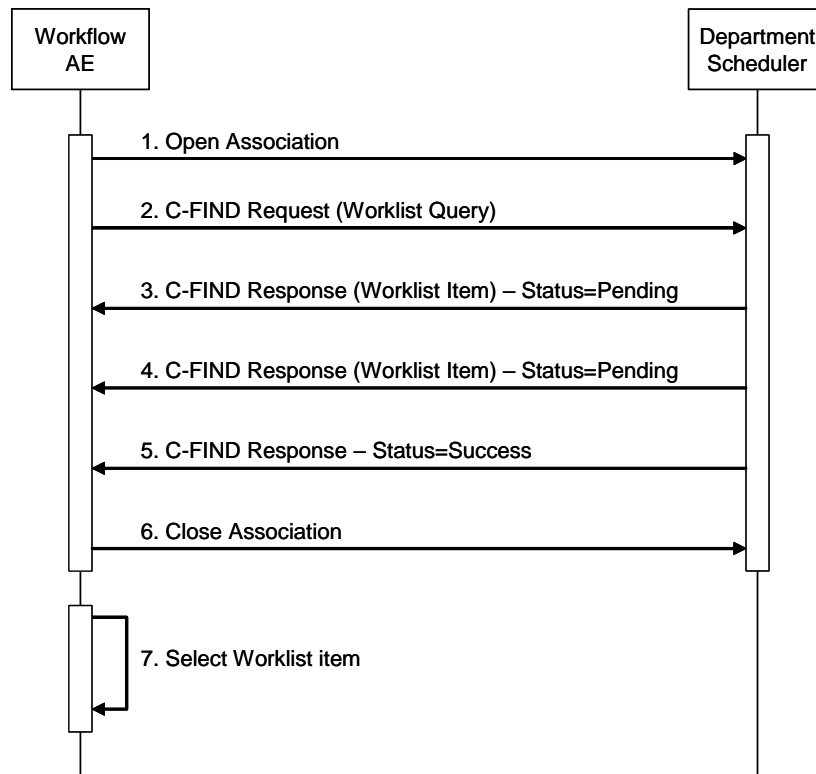 Workflow
AE
Department
Scheduler
1. Open Association
2. C-FIND Request (Worklist Query)
3. C-FIND Response (Worklist Item) – Status=Pending
4. C-FIND Response (Worklist Item) – Status=Pending
5. C-FIND Response – Status=Success
6. Close Association
7. Select Worklist item